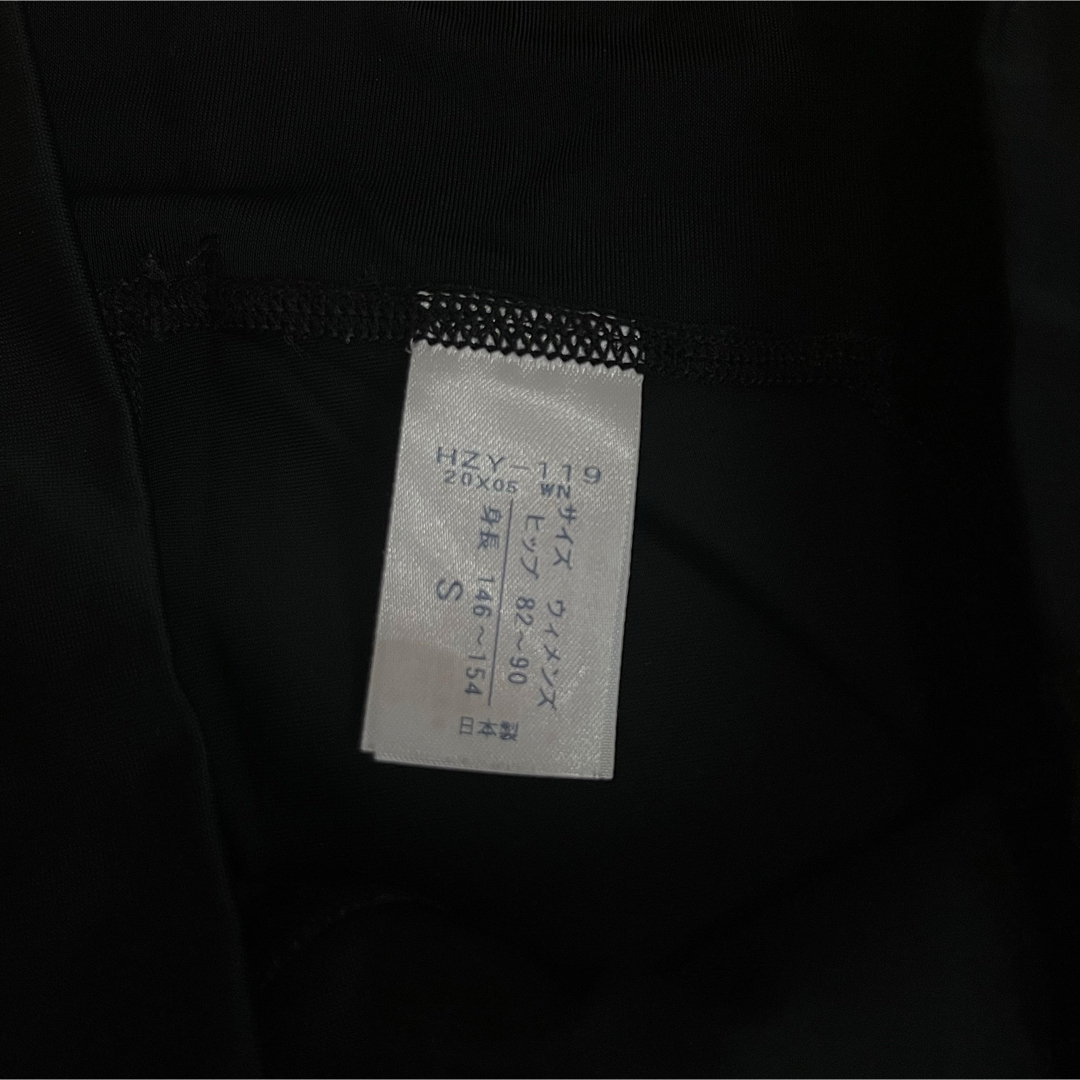 HZY-119
20X05 WN
サイズ ウィメンズ
ヒップ 82～90
身長 146～154
S
日本製